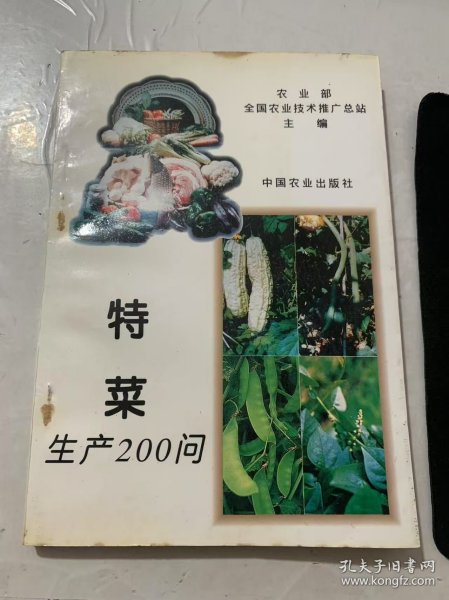 农业部
全国农业技术推广总站
主编
中国农业出版社
特
菜
生产200问
孔夫子旧书网
www.kongfz.com